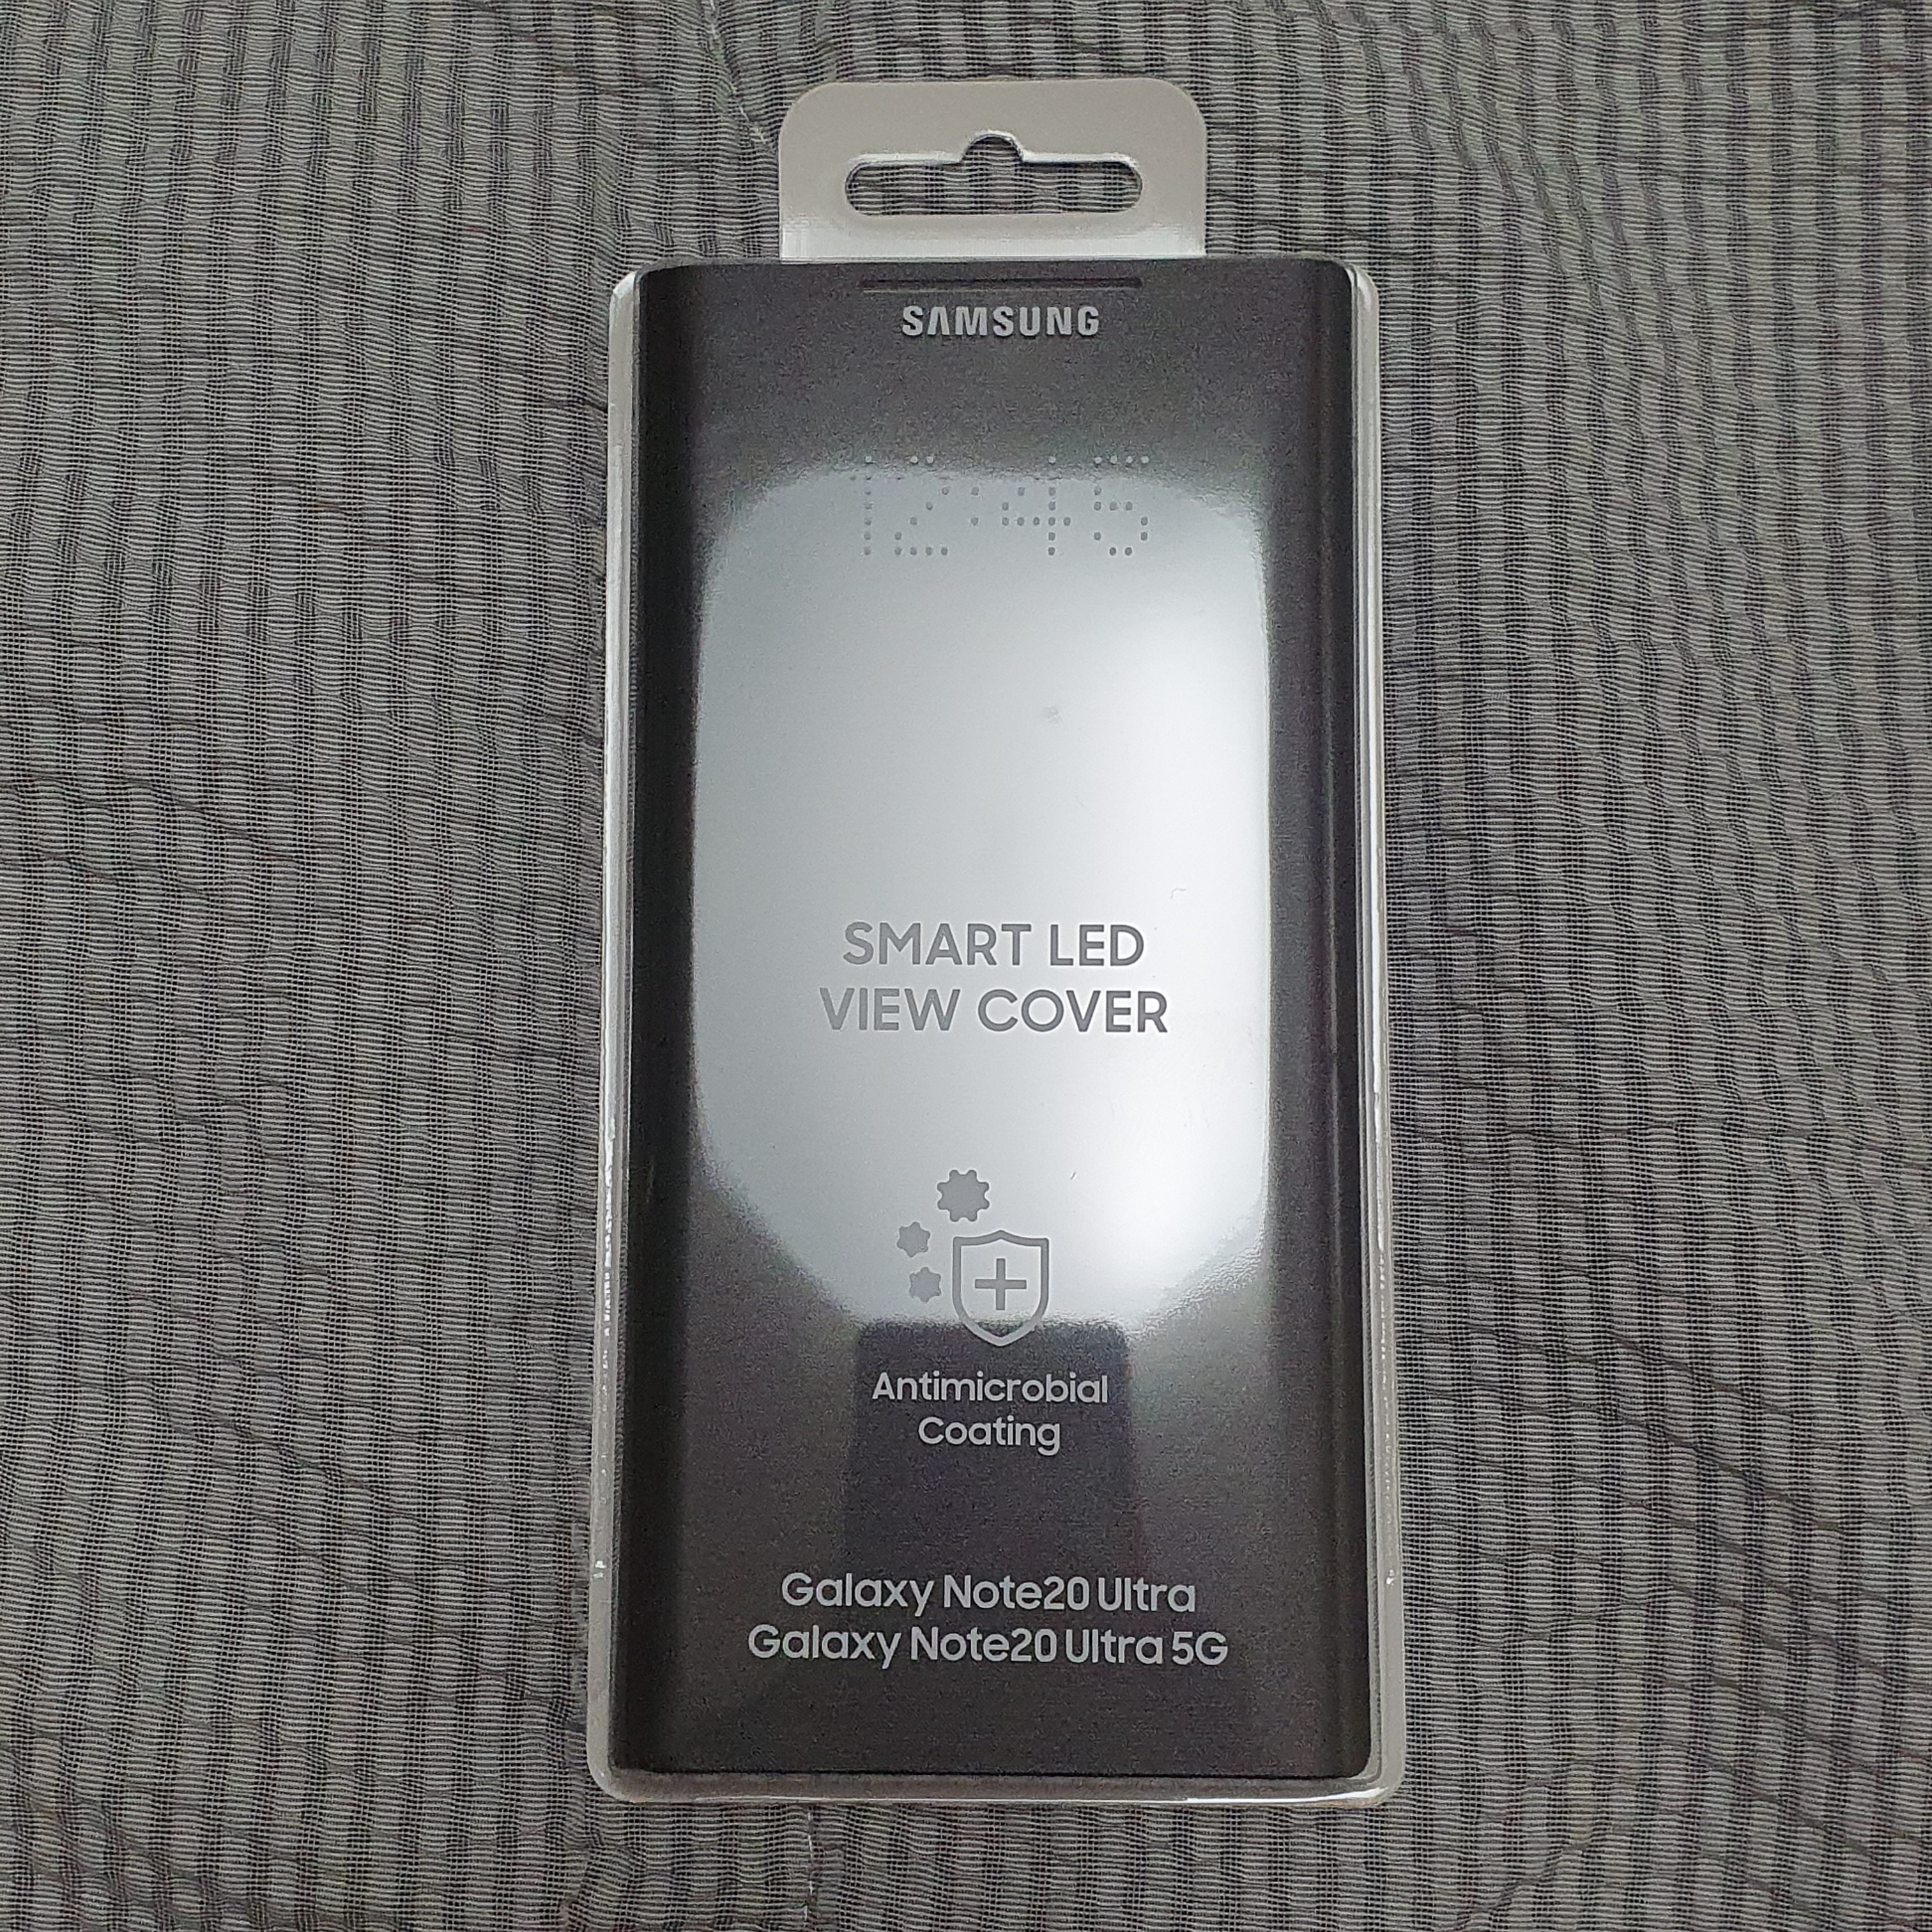 SAMSUNG
12:45
SMART LED
VIEW COVER
Antimicrobial
Coating
Galaxy Note20 Ultra
Galaxy Note20 Ultra 5G